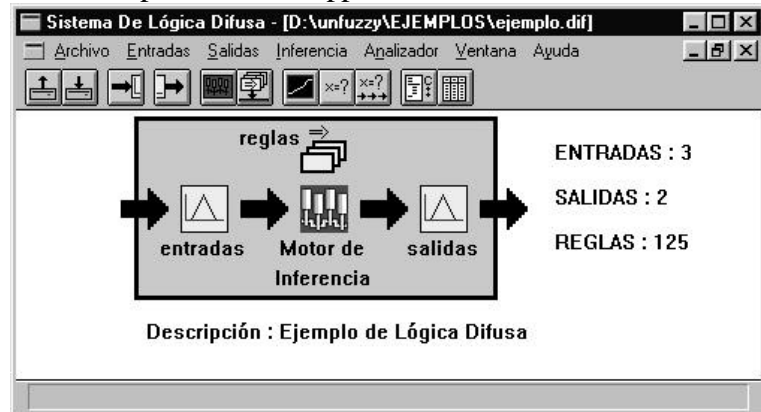 Sistema De Lógica Difusa - [D:\unfuzzy\EJEMPLOS\ejemplo.dif]
Archivo Entradas Salidas Inferencia Analizador Ventana Ayuda
x=? x=?
reglas
ENTRADAS : 3
SALIDAS : 2
entradas Motor de salidas
Inferencia
REGLAS : 125
Descripción : Ejemplo de Lógica Difusa